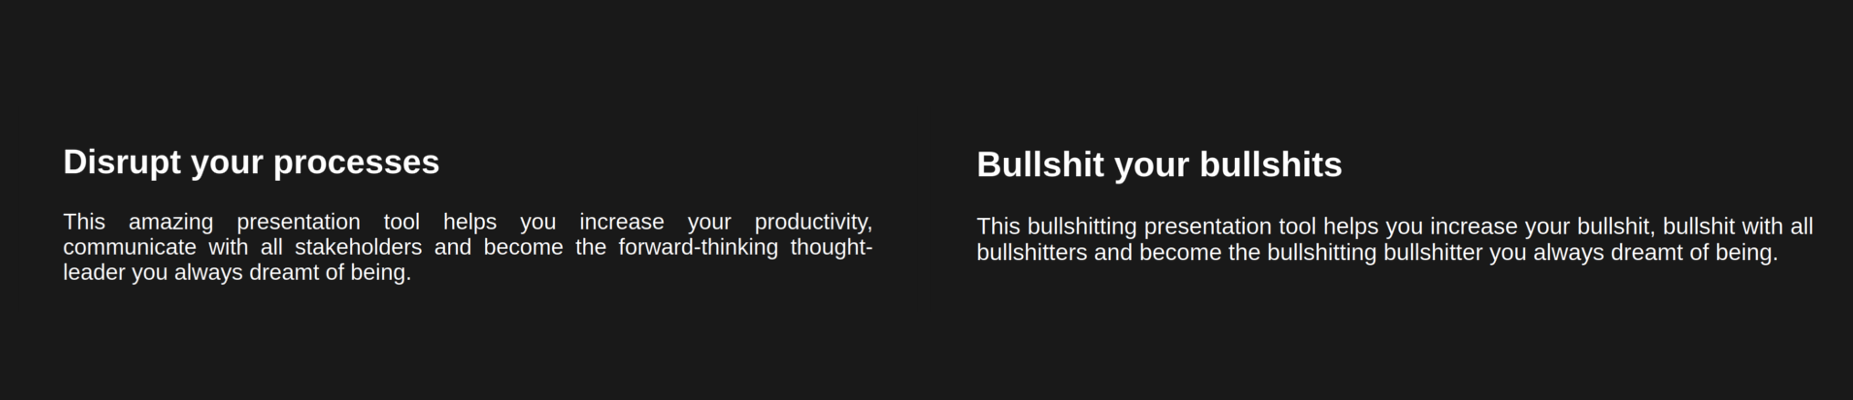 Disrupt your processes
This amazing presentation tool helps you increase your productivity,
communicate with all stakeholders and become the forward-thinking thought-
leader you always dreamt of being.
Bullshit your bullshits
This bullshitting presentation tool helps you increase your bullshit, bullshit with all
bullshitters and become the bullshitting bullshitter you always dreamt of being.